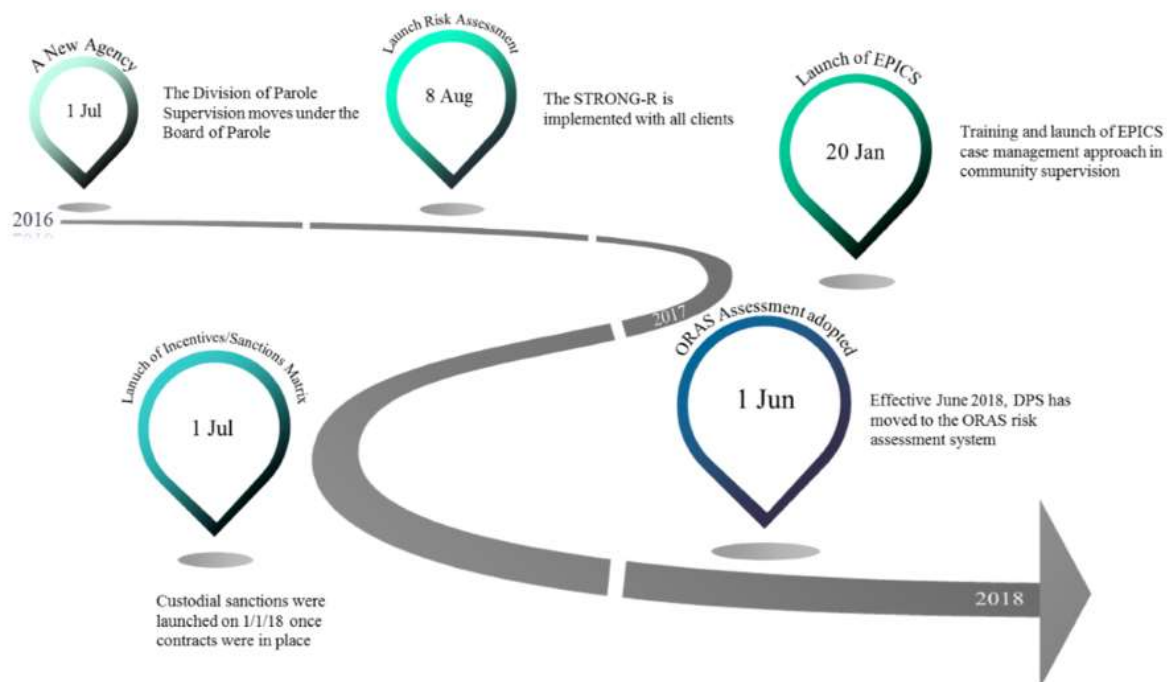 A New Agency
1 Jul
The Division of Parole
Supervision moves under the
Board of Parole
Launch Risk Assessment
8 Aug
The STRONG-R is
implemented with all clients
Launch of EPICS
20 Jan
Training and launch of EPICS
case management approach in
community supervision
2016
2017
Lanuch of Incentives/Sanctions Matrix
1 Jul
Custodial sanctions were
launched on 1/1/18 once
contracts were in place
ORAS Assessment adopted
1 Jun
Effective June 2018, DPS has
moved to the ORAS risk
assessment system
2018